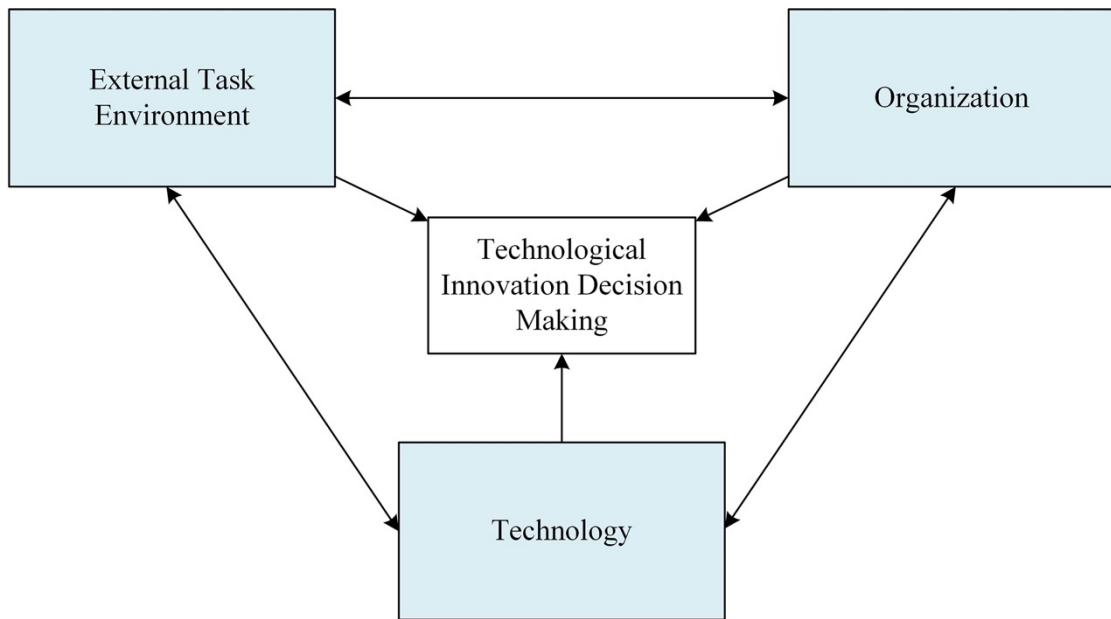 External Task
Environment
Organization
Technological
Innovation Decision
Making
Technology